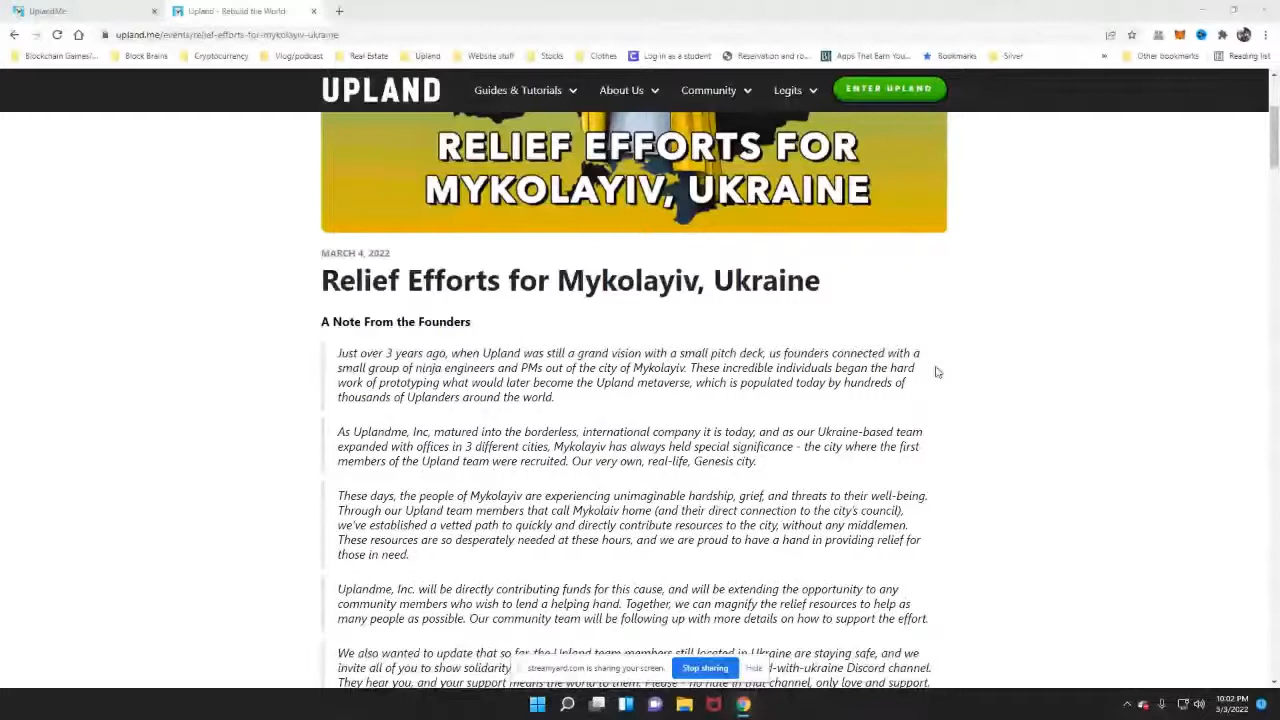 UplandMe
Upland - Rebuild the World
upland.me/events/relief-efforts-for-mykolayiv-ukraine
Blockchain Games/...
Block Brains
Cryptocurrency
Vlug/podcast
Real Estate
Upland
Website stuff
Stocks
Clothes
Log in as a student
Reservation and ro...
Apps That Earn You...
Bookmarks
Silver
»
Other bookmarks
Reading list
UPLAND
Guides & Tutorials
About Us
Community
Legits
ENTER UPLAND
RELIEF EFFORTS FOR
MYKOLAYIV, UKRAINE
MARCH 4, 2022
Relief Efforts for Mykolayiv, Ukraine
A Note From the Founders
Just over 3 years ago, when Upland was still a grand vision with a small pitch deck, us founders connected with a
small group of ninja engineers and PMs out of the city of Mykolayiv. These incredible individuals began the hard
work of prototyping what would later become the Upland metaverse, which is populated today by hundreds of
thousands of Uplanders around the world.
As Uplandme, Inc, matured into the borderless, international company it is today, and as our Ukraine-based team
expanded with offices in 3 different cities, Mykolayiv has always held special significance - the city where the first
members of the Upland team were recruited. Our very own, real-life, Genesis city.
These days, the people of Mykolayiv are experiencing unimaginable hardship, grief, and threats to their well-being.
Through our Upland team members that call Mykolaiv home (and their direct connection to the city's council),
we've established a vetted path to quickly and directly contribute resources to the city, without any middlemen.
These resources are so desperately needed at these hours, and we are proud to have a hand in providing relief for
those in need.
Uplandme, Inc. will be directly contributing funds for this cause, and will be extending the opportunity to any
community members who wish to lend a helping hand. Together, we can magnify the relief resources to help as
many people as possible. Our community team will be following up with more details on how to support the effort.
We also wanted to update that so far, the Upland team members still located in Ukraine are staying safe, and we
invite all of you to show solidarity d-with-ukraine Discord channel.
They hear you, and your support means the world to them. Please - no hate in that channel, only love and support.
streamyard.com is sharing your screen.
Stop sharing
Hide
10:02 PM
3/3/2022